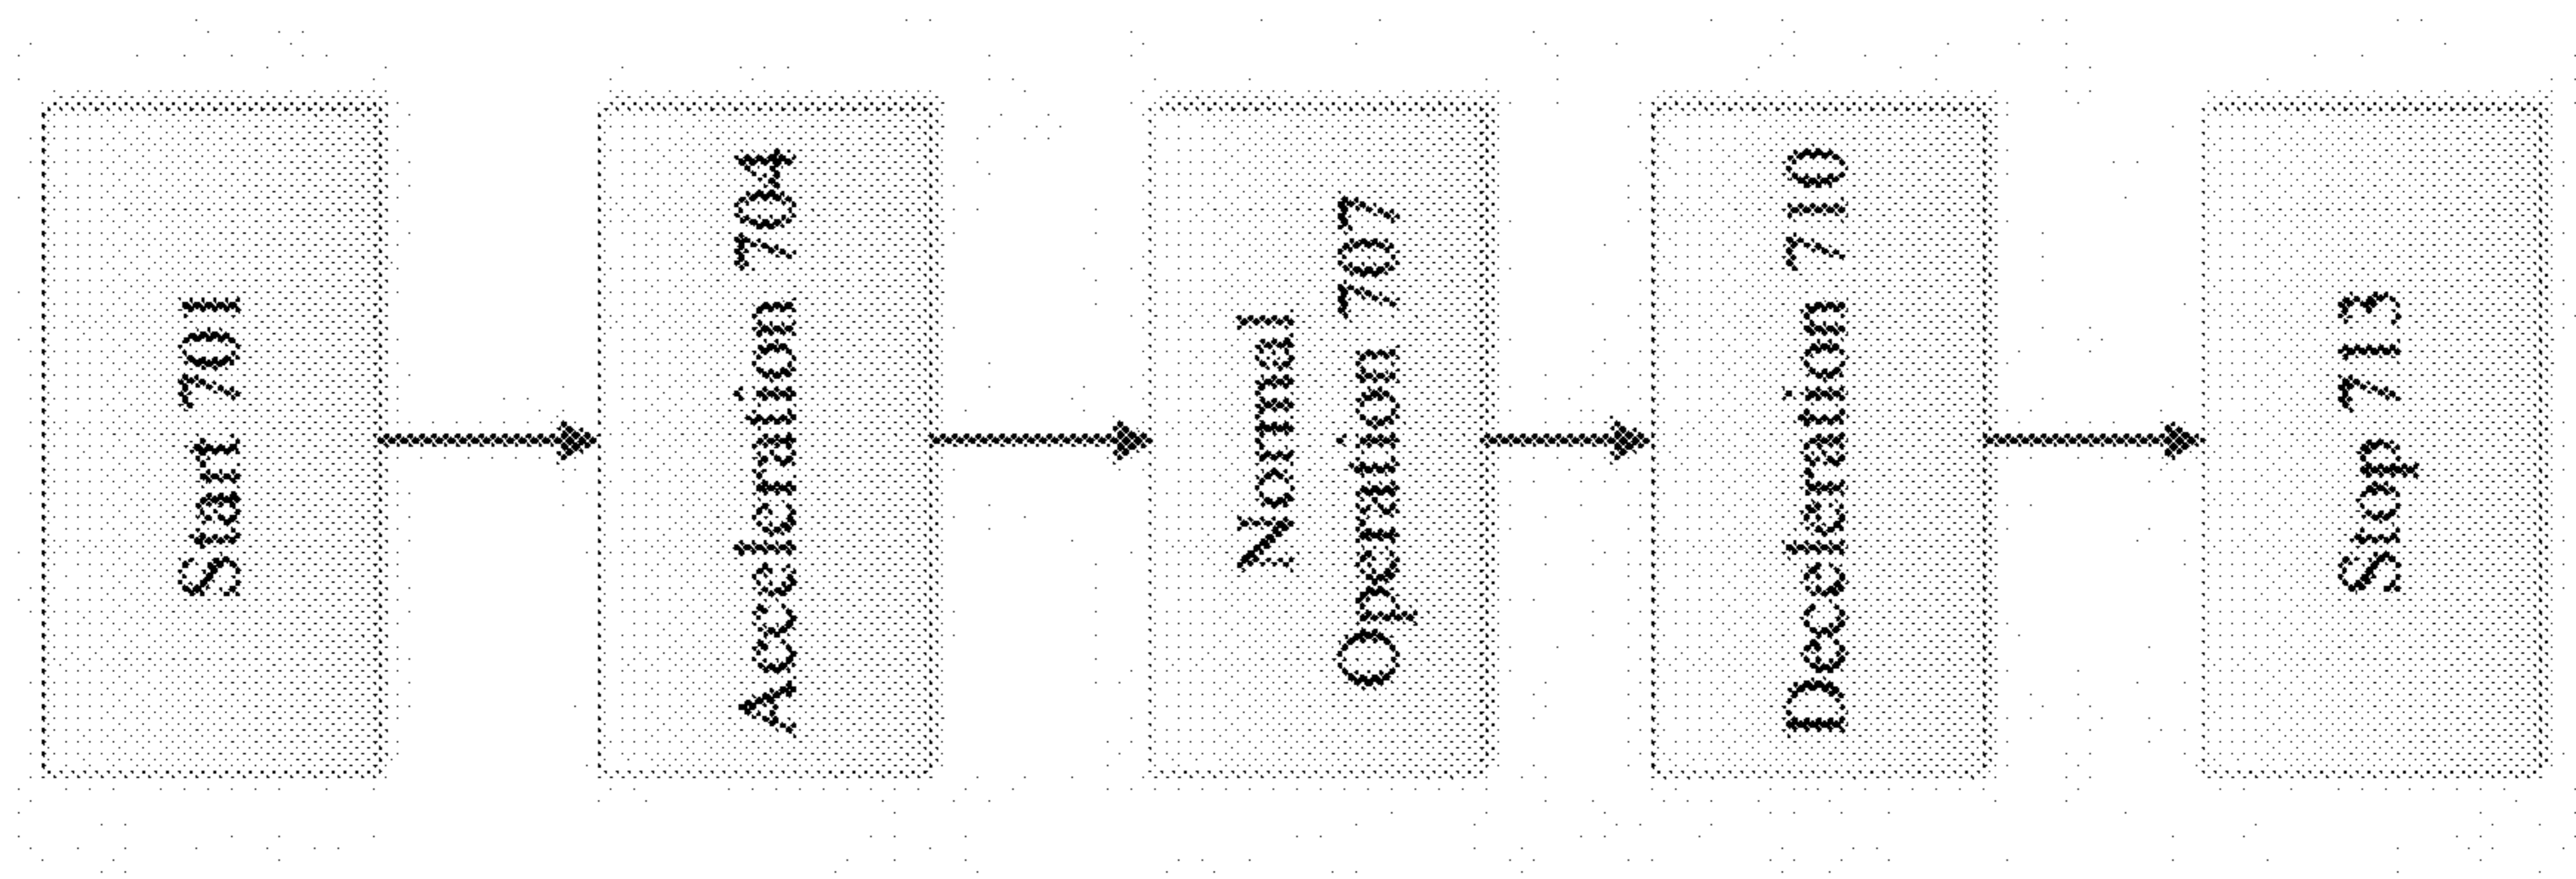 Start 701
Acceleration 704
Normal
Operation 707
Deceleration 710
Stop 713